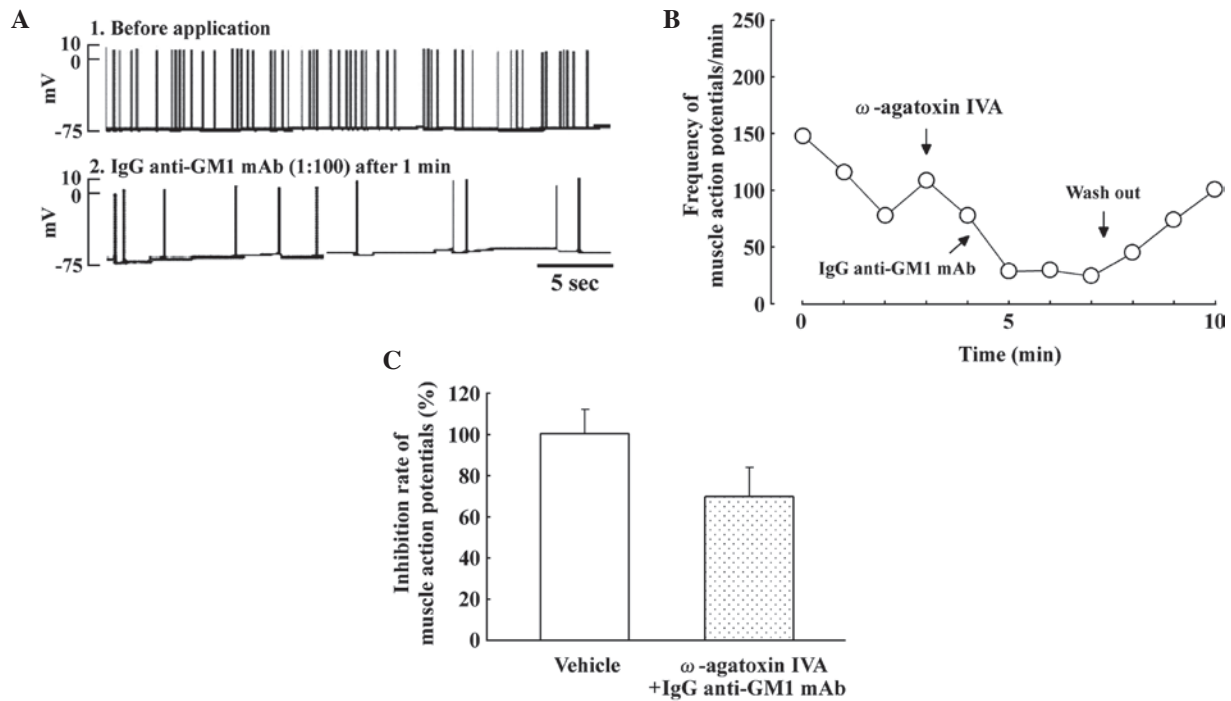 A
1. Before application
10
0
mV
-75
2. IgG anti-GM1 mAb (1:100) after 1 min
10
0
mV
-75
5 sec
B
Frequency of
muscle action potentials/min
250
200
150
100
50
0
ω-agatoxin IVA
IgG anti-GM1 mAb
Wash out
0
5
10
Time (min)
C
Inhibition rate of
muscle action potentials (%)
120
100
80
60
40
20
0
Vehicle
ω-agatoxin IVA
+IgG anti-GM1 mAb